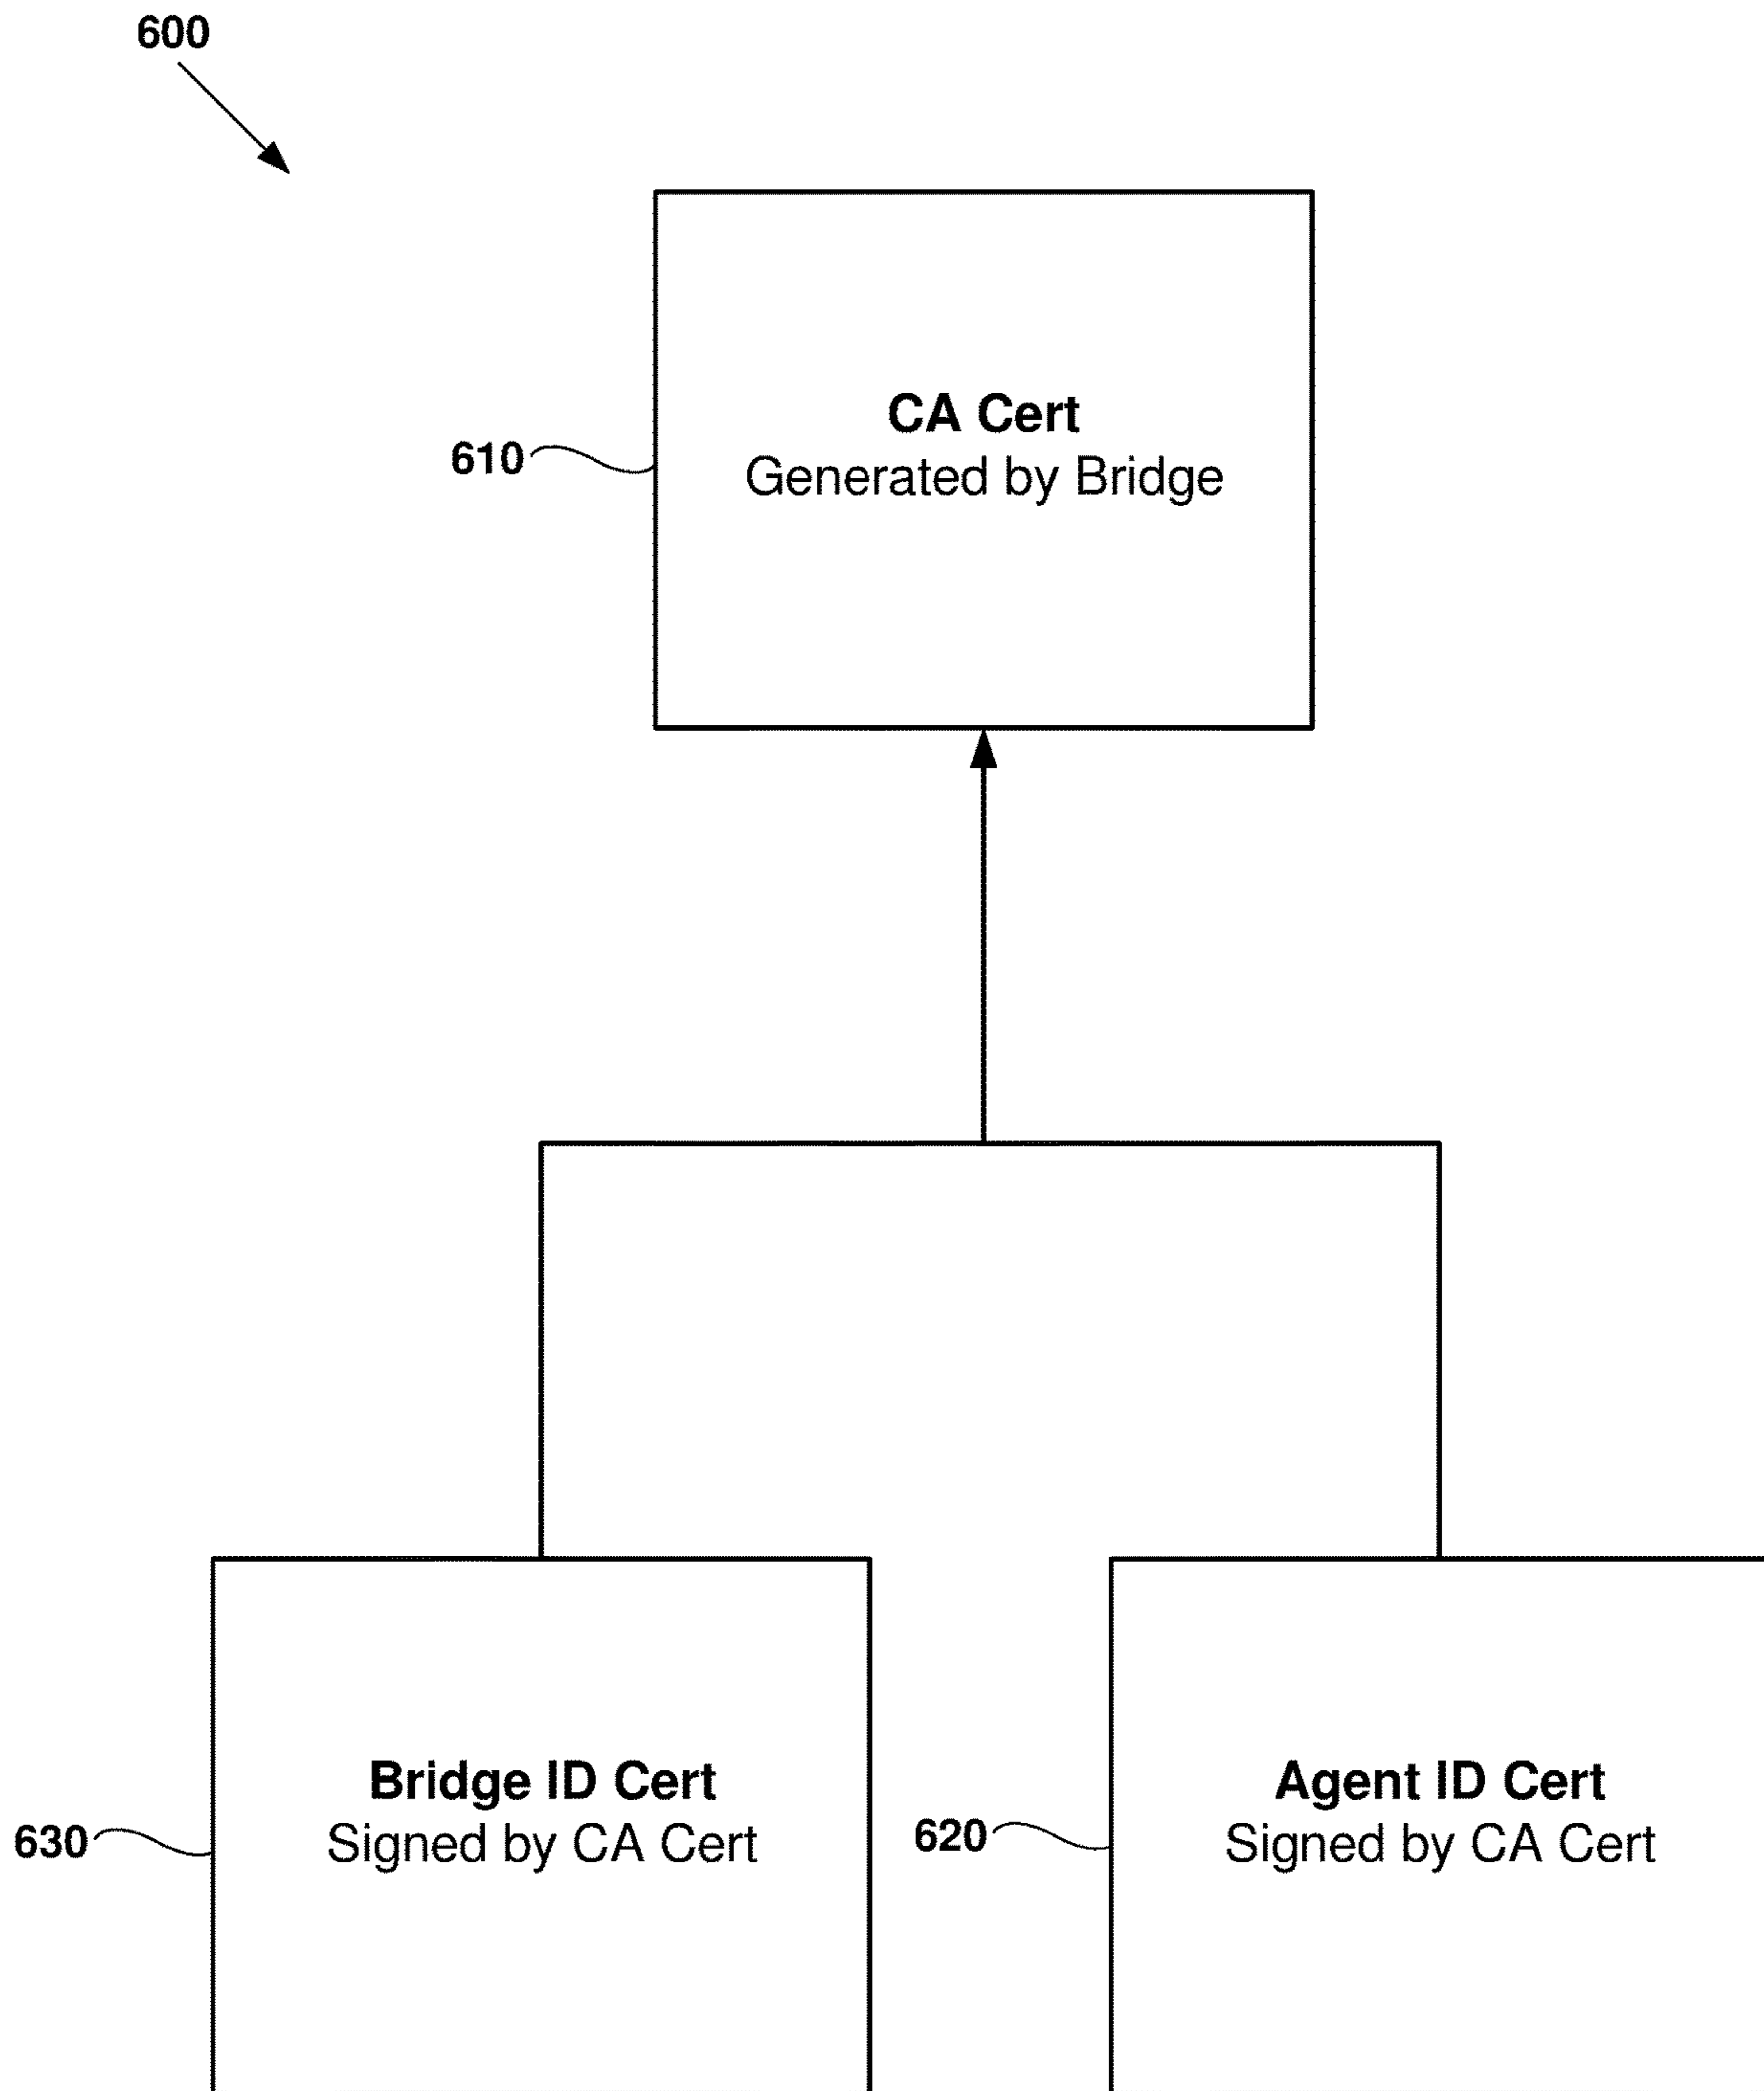 600
CA Cert
610
Generated by Bridge
Bridge ID Cert
630
Signed by CA Cert
Agent ID Cert
620
Signed by CA Cert